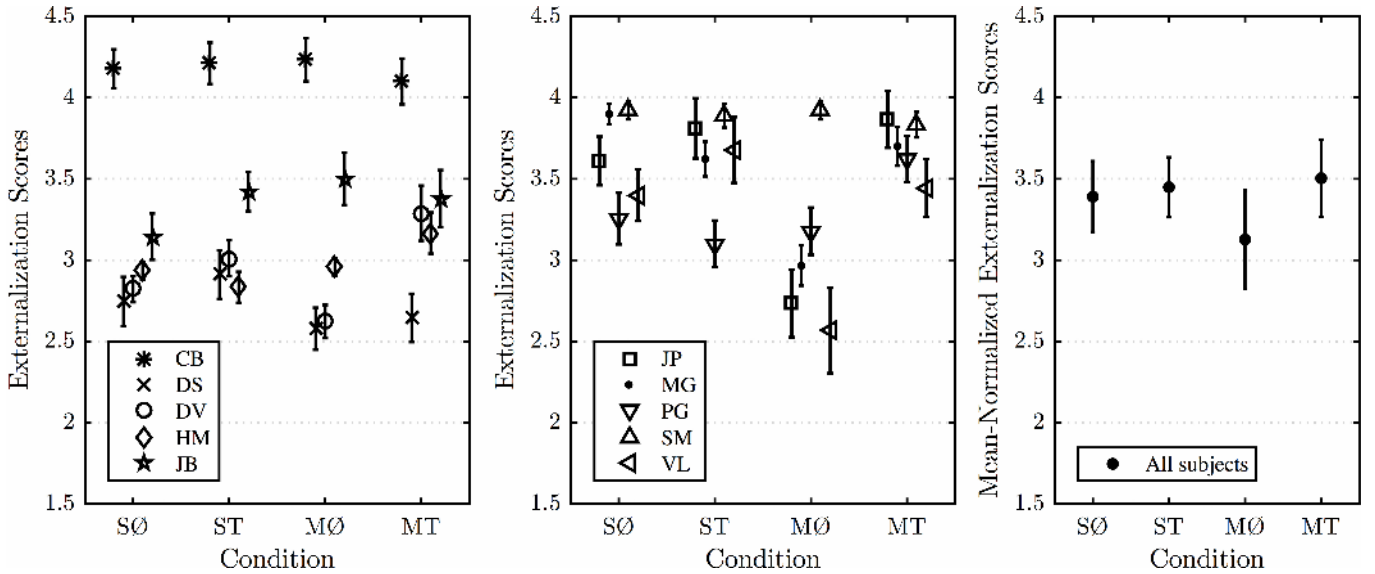 Externalization Scores
4.5
4
3.5
3
2.5
2
1.5
CB
DS
DV
HM
JB
SØ ST MØ MT
Condition
Externalization Scores
4.5
4
3.5
3
2.5
2
1.5
JP
MG
PG
SM
VL
SØ ST MØ MT
Condition
Mean-Normalized Externalization Scores
4.5
4
3.5
3
2.5
2
1.5
All subjects
SØ ST MØ MT
Condition